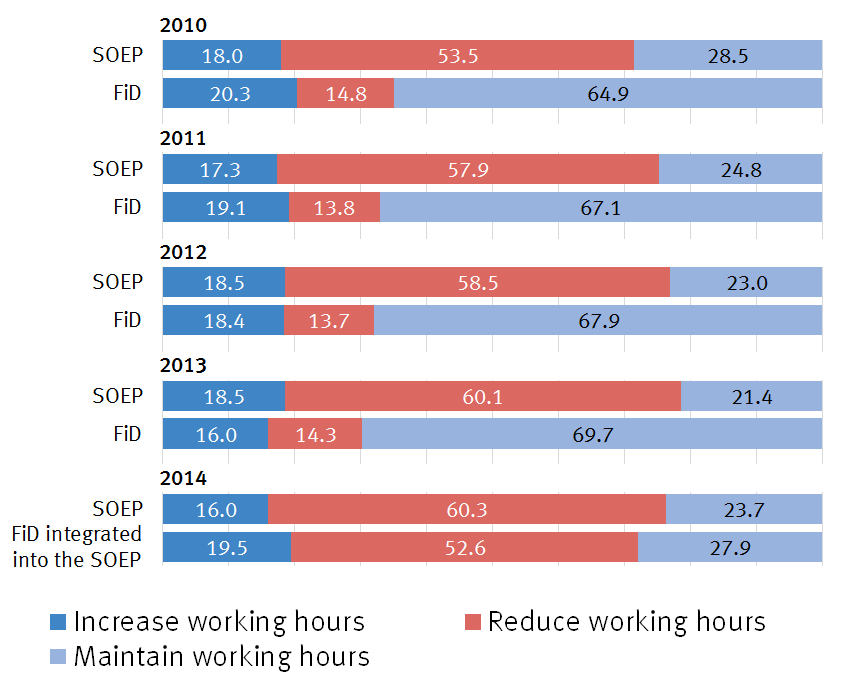 2010
SOEP 18.0 53.5 28.5
FiD 20.3 14.8 64.9
2011
SOEP 17.3 57.9 24.8
FiD 19.1 13.8 67.1
2012
SOEP 18.5 58.5 23.0
FiD 18.4 13.7 67.9
2013
SOEP 18.5 60.1 21.4
FiD 16.0 14.3 69.7
2014
SOEP 16.0 60.3 23.7
FiD integrated
into the SOEP 19.5 52.6 27.9
Increase working hours Reduce working hours
Maintain working hours